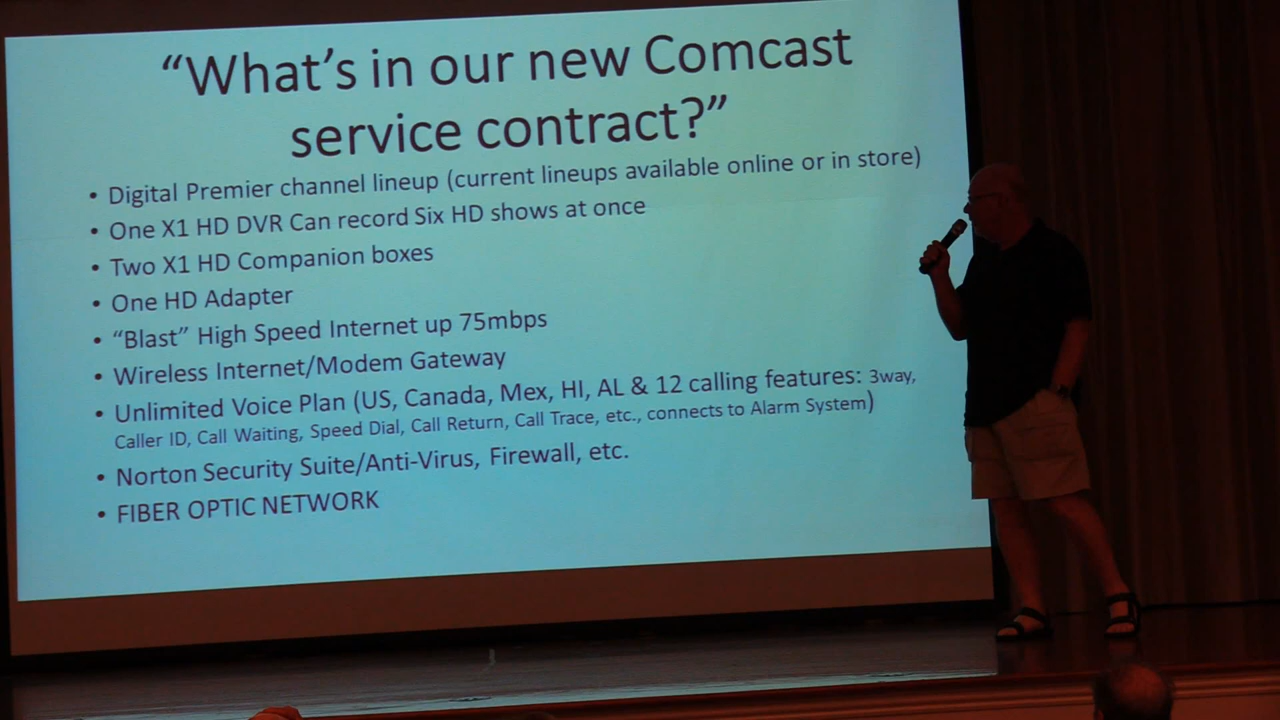 “What’s in our new Comcast
service contract?”
• Digital Premier channel lineup (current lineups available online or in store)
• One X1 HD DVR Can record Six HD shows at once
• Two X1 HD Companion boxes
• One HD Adapter
• “Blast” High Speed Internet up 75mbps
• Wireless Internet/Modem Gateway
• Unlimited Voice Plan (US, Canada, Mex, HI, AL & 12 calling features: 3way,
Caller ID, Call Waiting, Speed Dial, Call Return, Call Trace, etc., connects to Alarm System)
• Norton Security Suite/Anti-Virus, Firewall, etc.
• FIBER OPTIC NETWORK